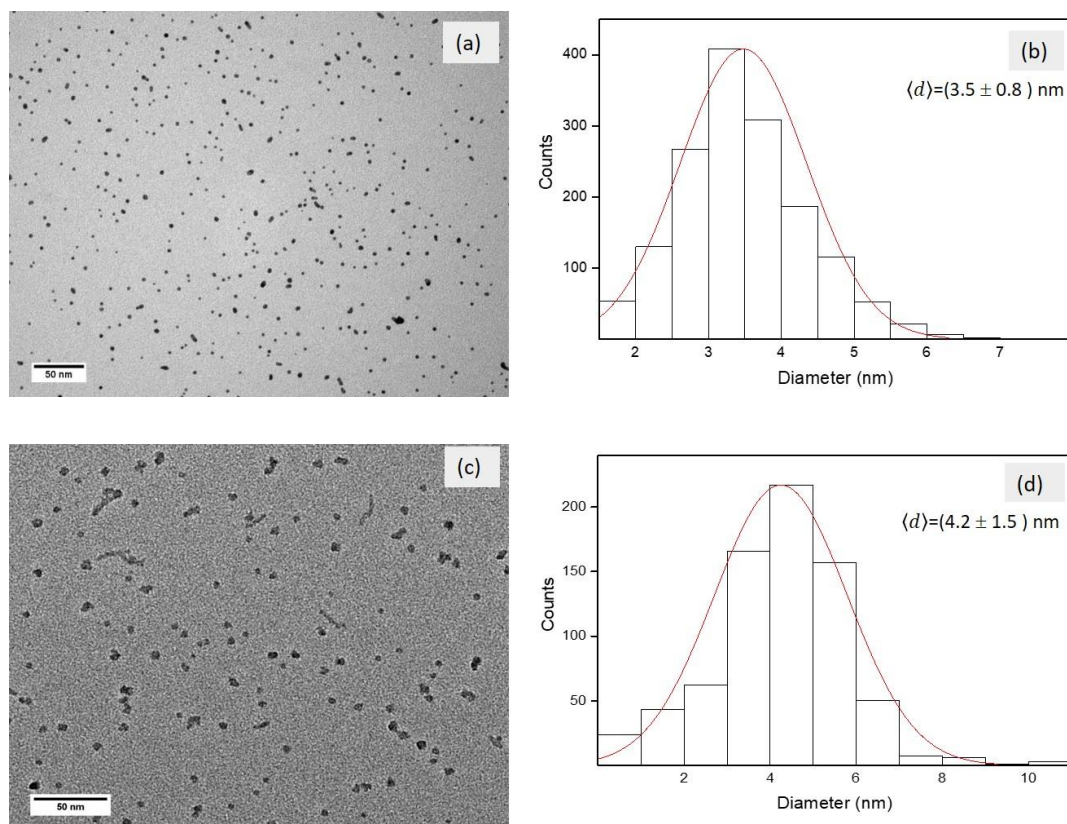 (a)
50 nm
(b)
⟨d⟩=(3.5 ± 0.8 ) nm
400
300
200
100
Counts
2 3 4 5 6 7
Diameter (nm)
(c)
50 nm
(d)
⟨d⟩=(4.2 ± 1.5 ) nm
200
150
100
50
Counts
2 4 6 8 10
Diameter (nm)